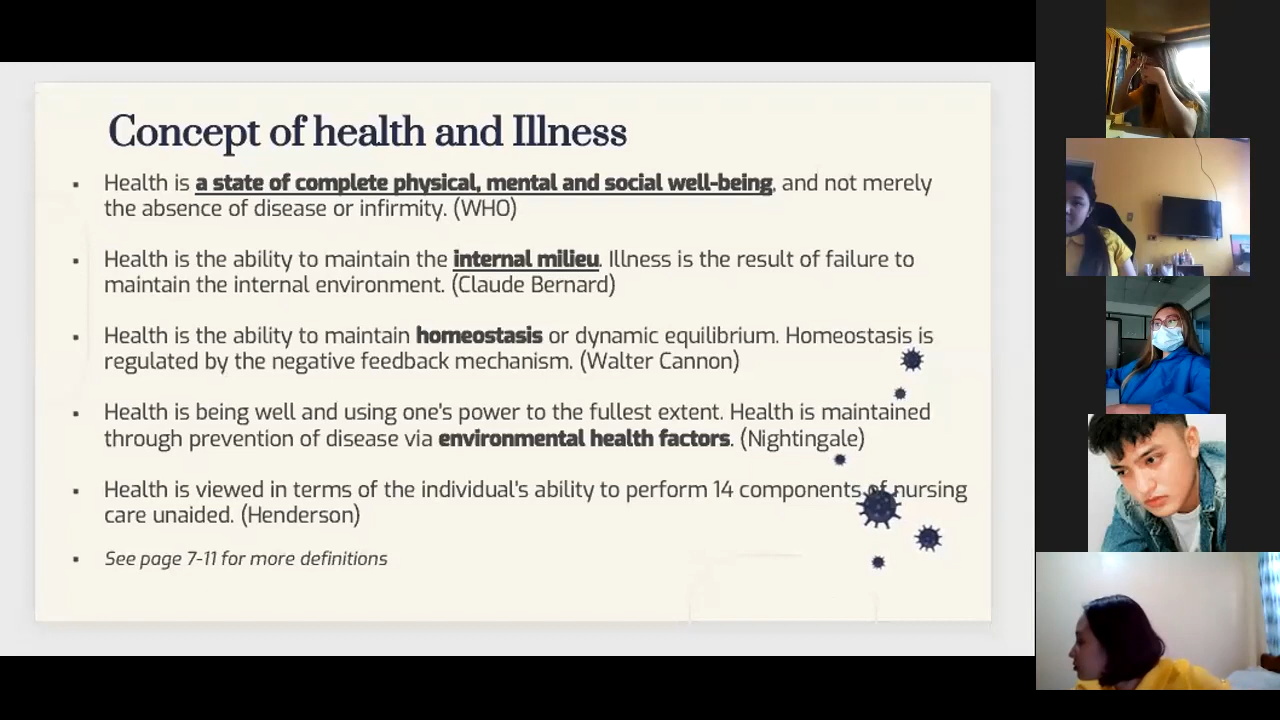 Concept of health and Illness
▪ Health is a state of complete physical, mental and social well-being, and not merely
the absence of disease or infirmity. (WHO)
▪ Health is the ability to maintain the internal milieu. Illness is the result of failure to
maintain the internal environment. (Claude Bernard)
▪ Health is the ability to maintain homeostasis or dynamic equilibrium. Homeostasis is
regulated by the negative feedback mechanism. (Walter Cannon)
▪ Health is being well and using one's power to the fullest extent. Health is maintained
through prevention of disease via environmental health factors. (Nightingale)
▪ Health is viewed in terms of the individual's ability to perform 14 components of nursing
care unaided. (Henderson)
▪ See page 7-11 for more definitions